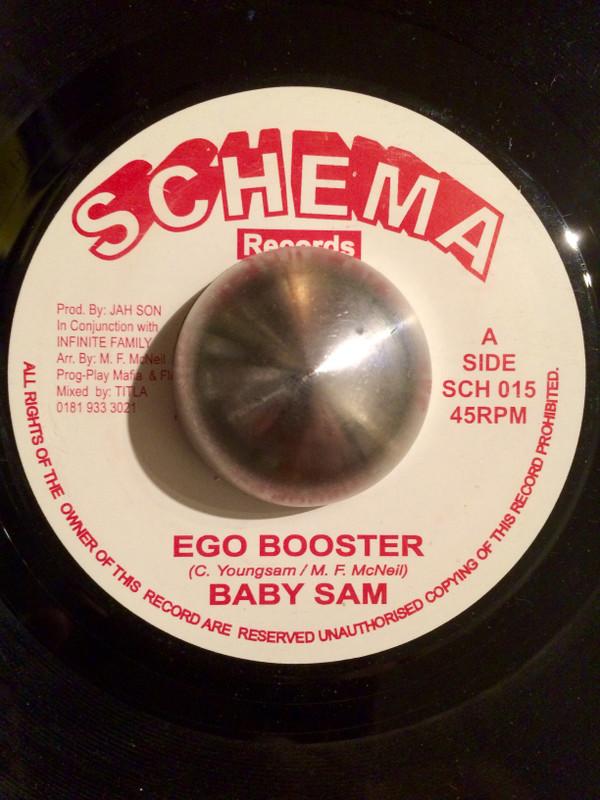 SCHEMA
Records
Prod. By: JAH SON
In Conjunction with
INFINITE FAMILY
Arr. By: M. F. McNeil
Prog-Play Mafia & Fl
Mixed by: TITLA
0181 933 3021
A
SIDE
SCH 015
45RPM
EGO BOOSTER
(C. Youngsam / M. F. McNeil)
BABY SAM
ALL RIGHTS OF THE OWNER OF THIS RECORD ARE RESERVED UNAUTHORISED COPYING OF THIS RECORD PROHIBITED.